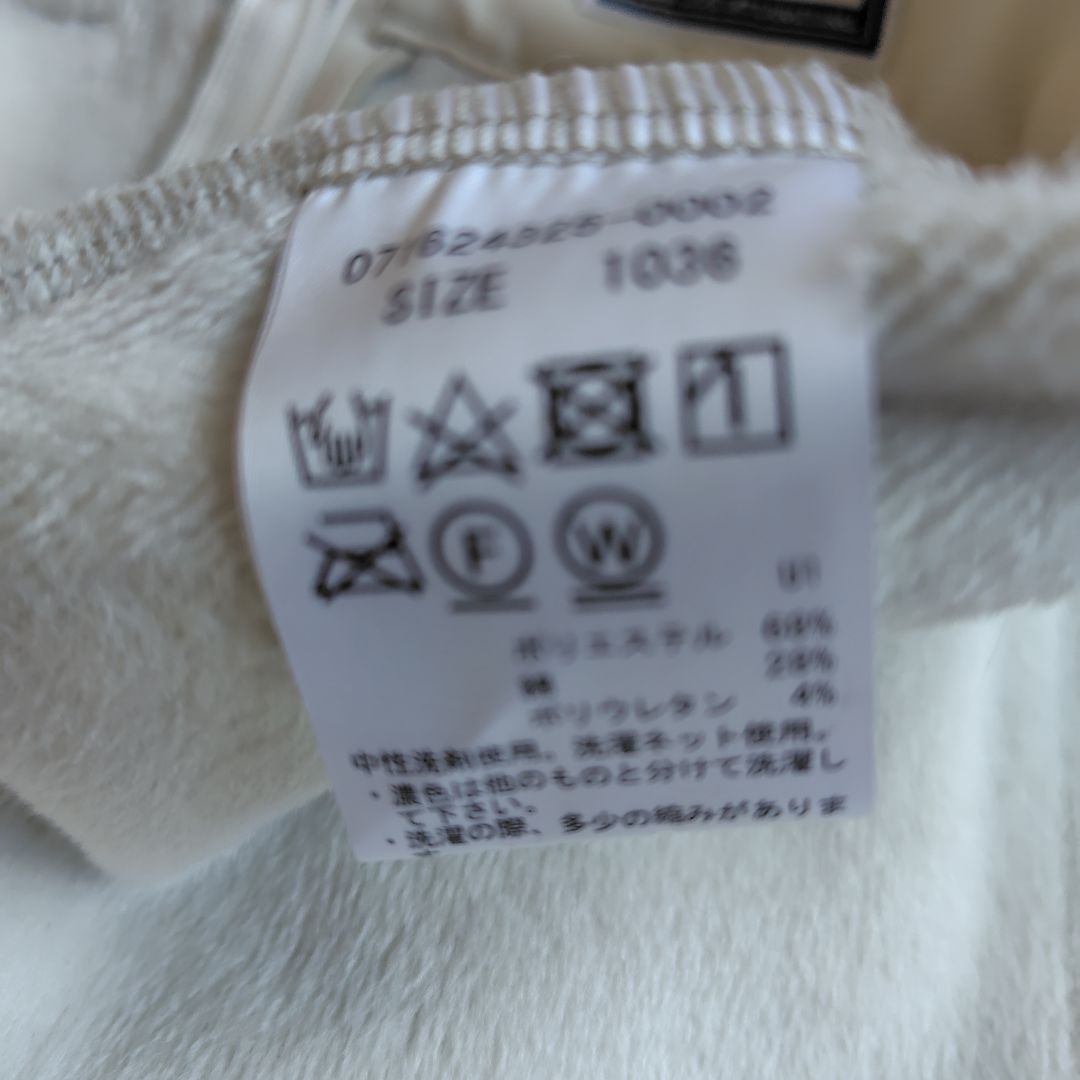 07/624325-0002
SIZE 1036
F W
01
ポリエステル 68%
綿 28%
ポリウレタン 4%
中性洗剤使用。洗濯ネット使用。
・濃色は他のものと分けて洗濯し
て下さい。
・洗濯の際、多少の縮みがありま